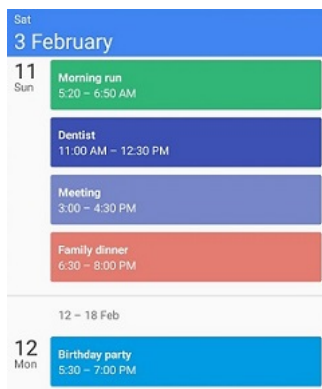 Sat
3 February
11
Sun
Morning run
5:20 – 6:50 AM
Dentist
11:00 AM – 12:30 PM
Meeting
3:00 – 4:30 PM
Family dinner
6:30 – 8:00 PM
12 – 18 Feb
12
Mon
Birthday party
5:30 – 7:00 PM